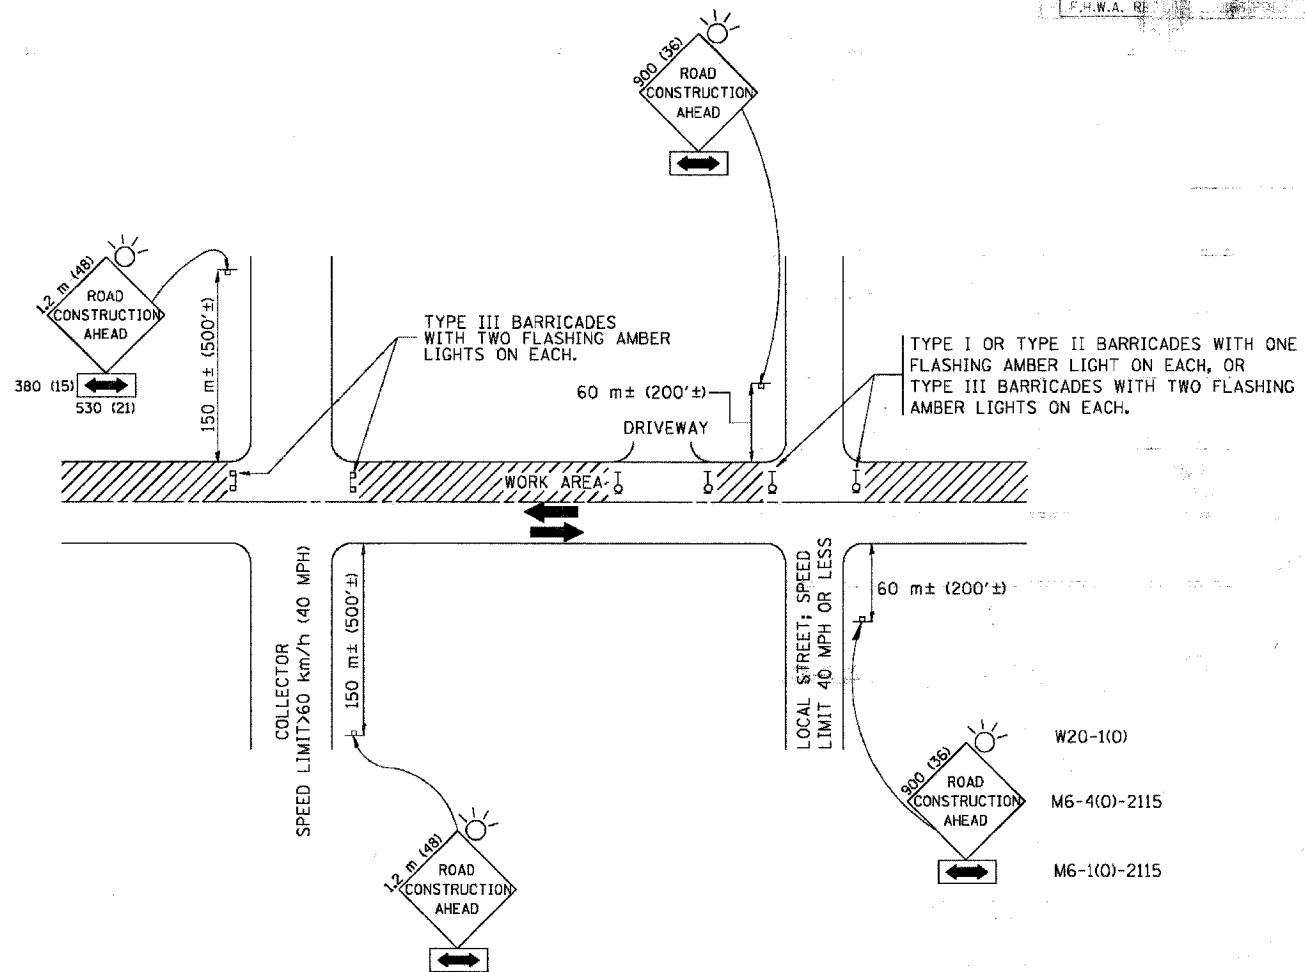 F.H.W.A.
900 (36)
ROAD
CONSTRUCTION
AHEAD
1.2 m (48)
ROAD
CONSTRUCTION
AHEAD
380 (15)
530 (21)
150 m± (500'±)
TYPE III BARRICADES
WITH TWO FLASHING AMBER
LIGHTS ON EACH.
60 m± (200'±)
DRIVEWAY
TYPE I OR TYPE II BARRICADES WITH ONE
FLASHING AMBER LIGHT ON EACH, OR
TYPE III BARRICADES WITH TWO FLASHING
AMBER LIGHTS ON EACH.
WORK AREA
COLLECTOR
SPEED LIMIT>60 km/h (40 MPH)
150 m± (500'±)
LOCAL STREET; SPEED
LIMIT 40 MPH OR LESS
60 m± (200'±)
1.2 m (48)
ROAD
CONSTRUCTION
AHEAD
900 (36)
ROAD
CONSTRUCTION
AHEAD
W20-1(O)
M6-4(O)-2115
M6-1(O)-2115